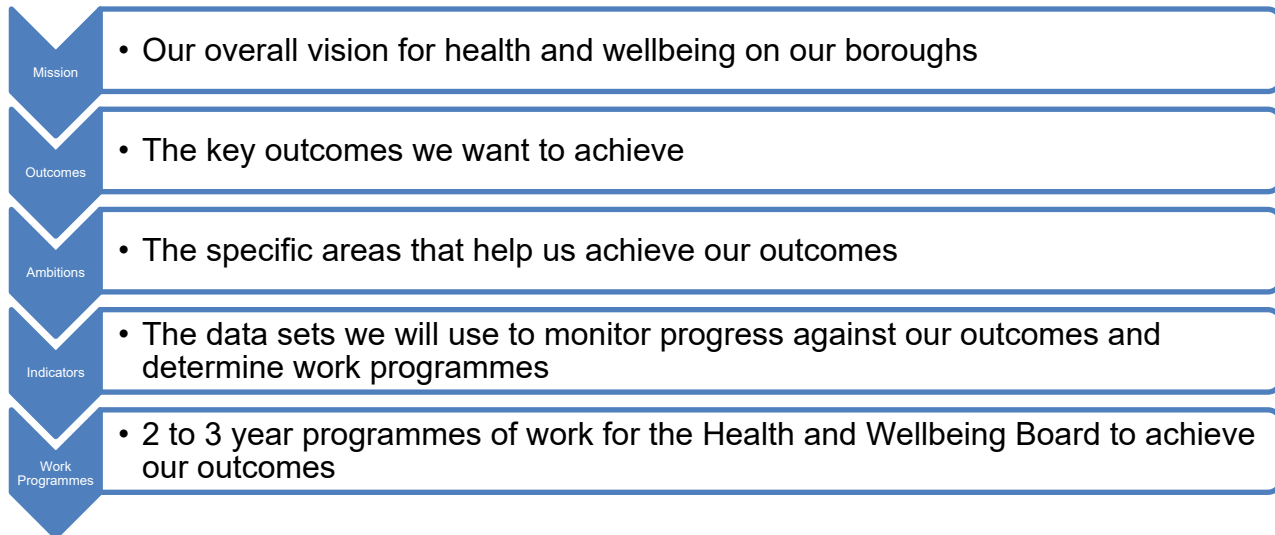 Mission
• Our overall vision for health and wellbeing on our boroughs
Outcomes
• The key outcomes we want to achieve
Ambitions
• The specific areas that help us achieve our outcomes
Indicators
• The data sets we will use to monitor progress against our outcomes and
determine work programmes
Work
Programmes
• 2 to 3 year programmes of work for the Health and Wellbeing Board to achieve
our outcomes